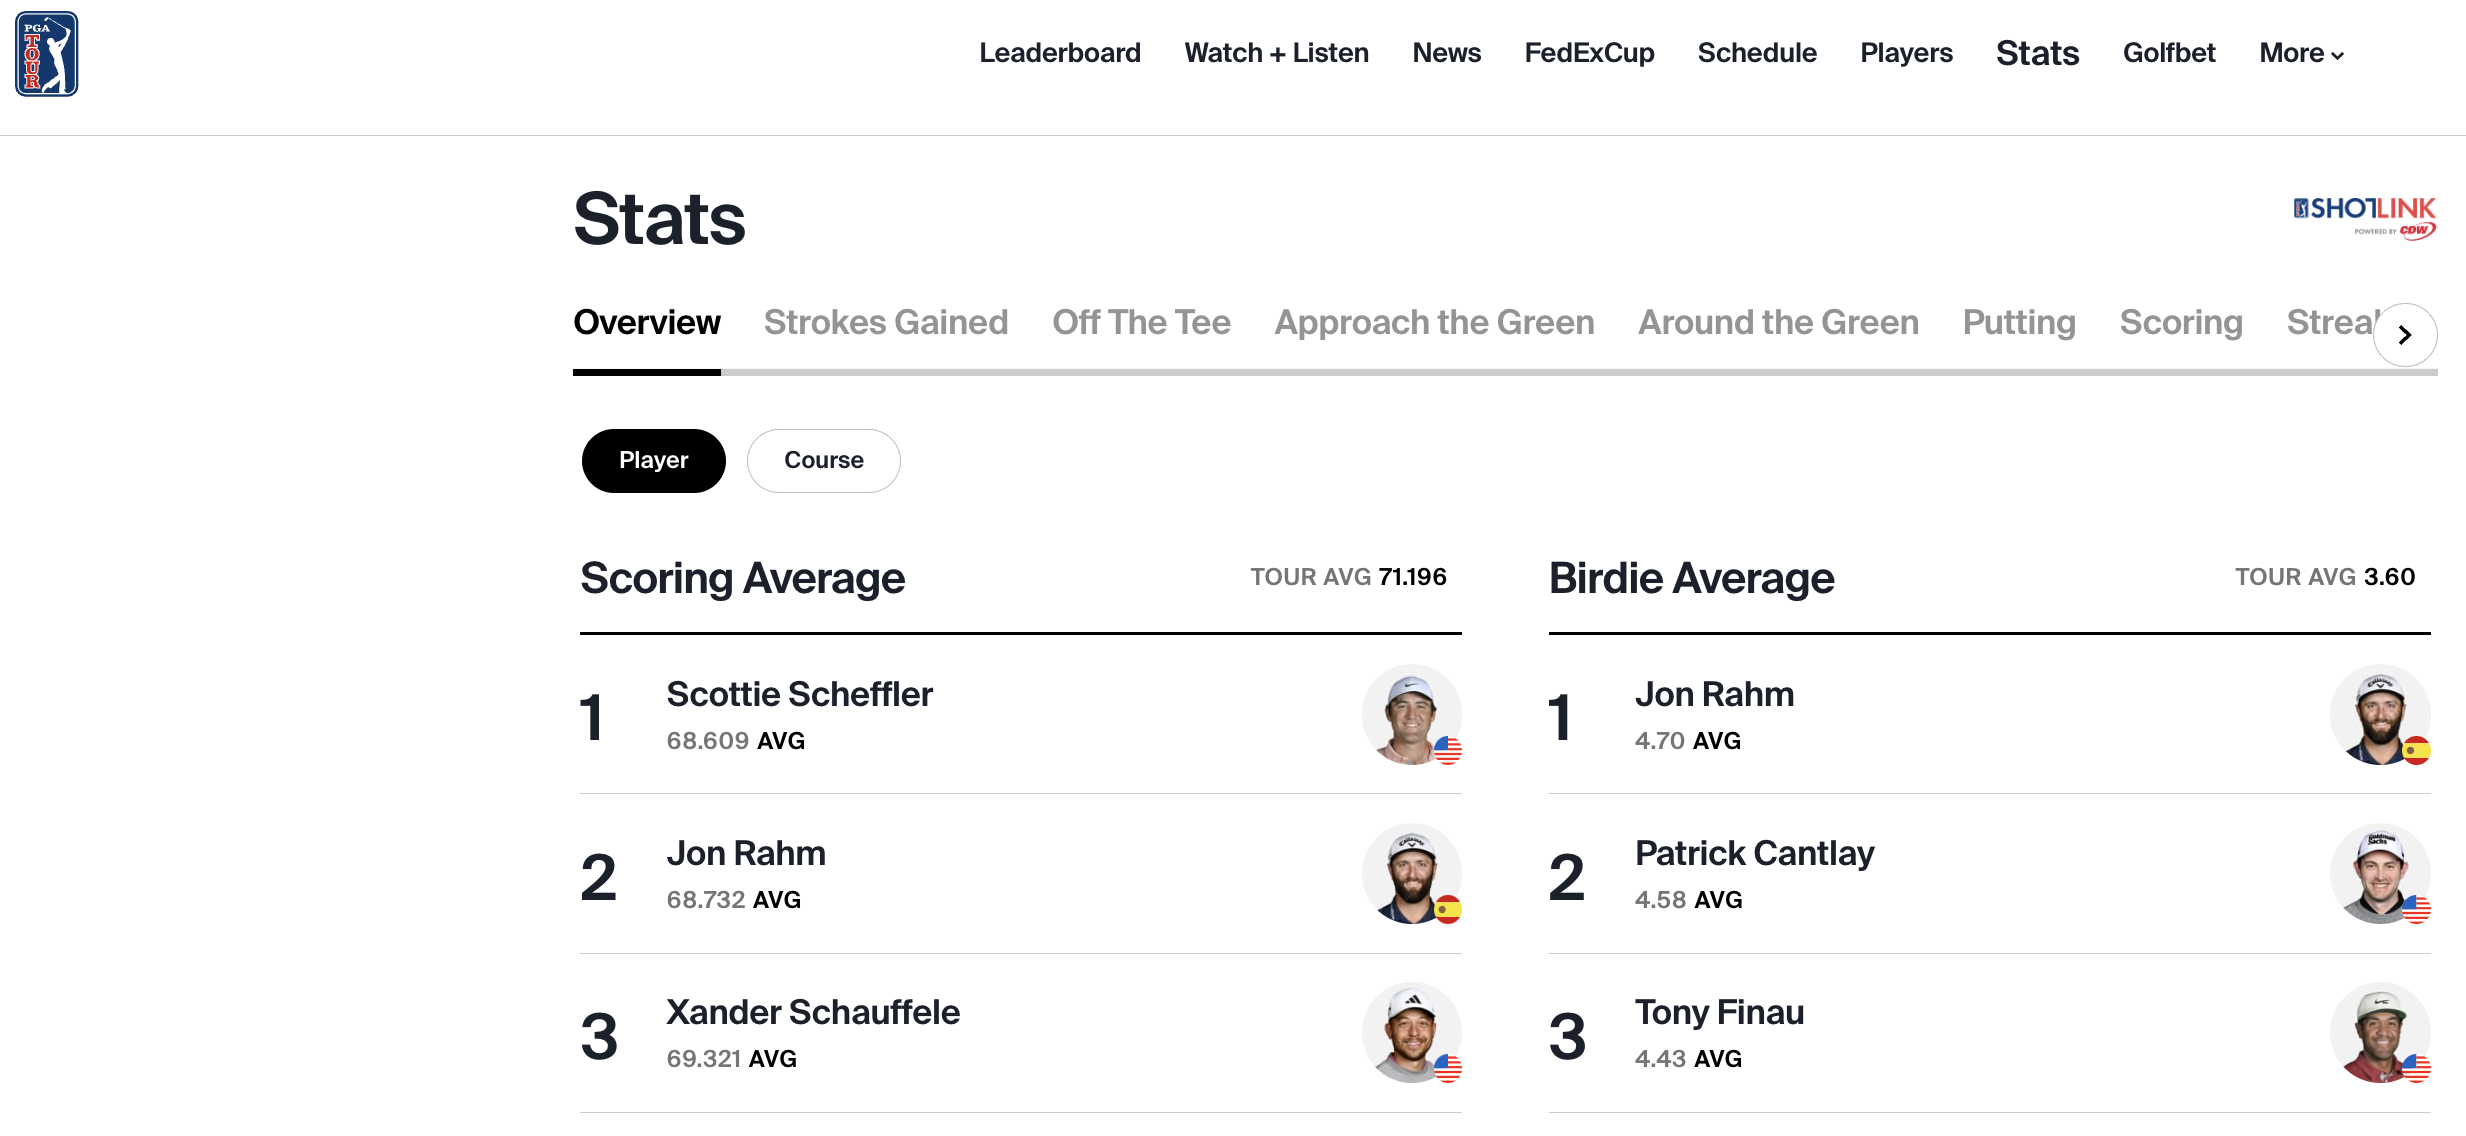 PGA TOUR
Leaderboard Watch + Listen News FedExCup Schedule Players Stats Golfbet More
Stats
SHOTLINK
POWERED BY CDW
Overview Strokes Gained Off The Tee Approach the Green Around the Green Putting Scoring Streak
Player Course
Scoring Average
TOUR AVG 71.196
1
Scottie Scheffler
68.609 AVG
2
Jon Rahm
68.732 AVG
3
Xander Schauffele
69.321 AVG
Birdie Average
TOUR AVG 3.60
1
Jon Rahm
4.70 AVG
2
Patrick Cantlay
4.58 AVG
3
Tony Finau
4.43 AVG